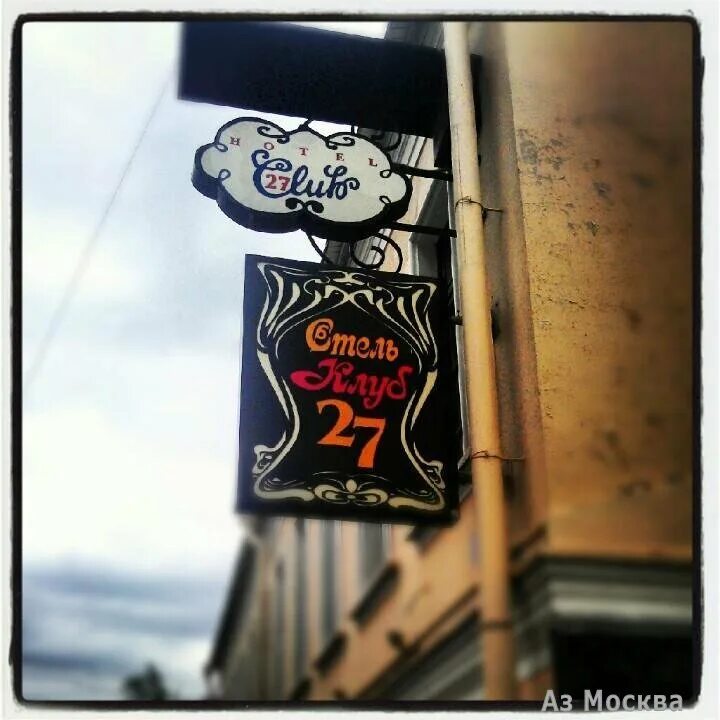 HOTEL
Club
27
Отель
Клуб
27
Аз Москва